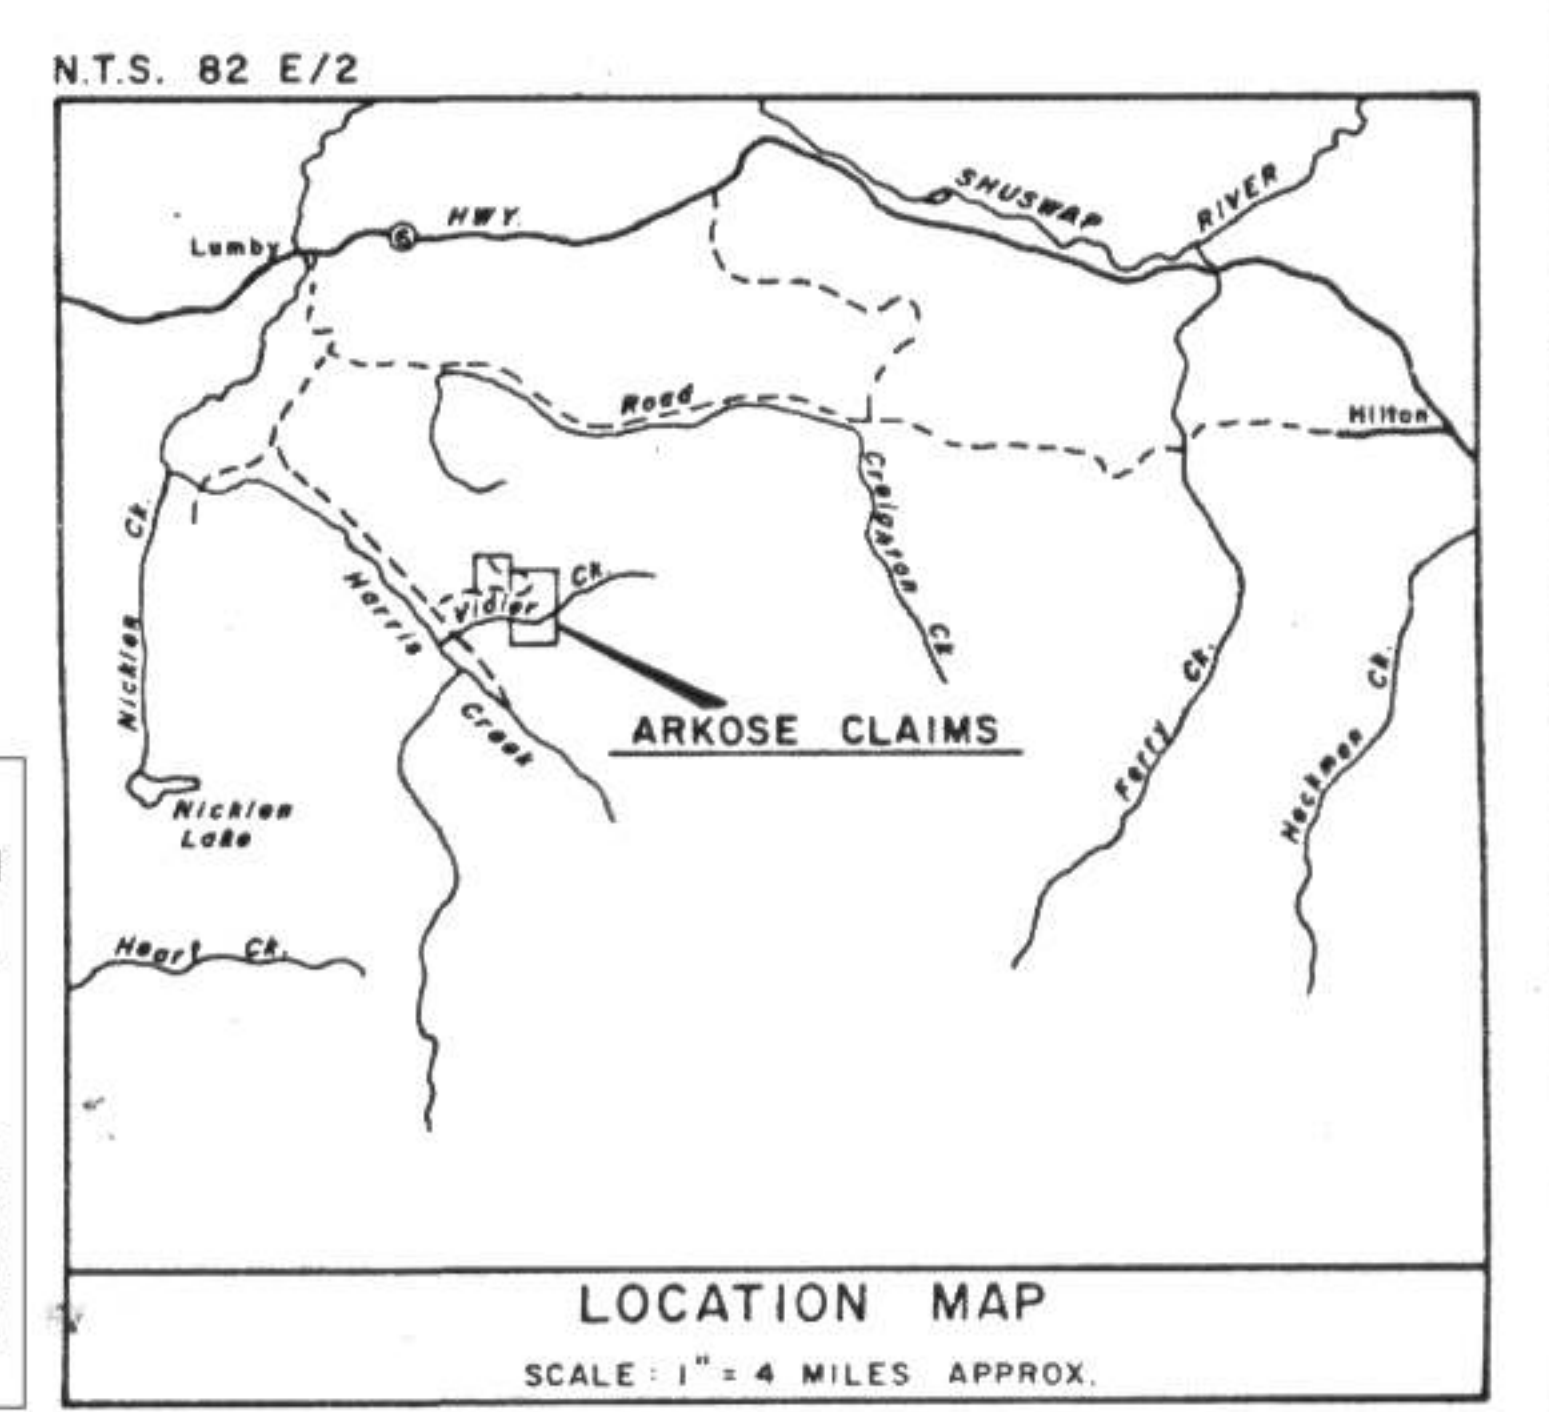 N.T.S. 82 E/2
SHUSWAP RIVER
HWY.
6
Lumby
Road
Hilton
Creighton Ck.
Nicklen Ck.
Harris Creek
Vidler Ck.
Ferry Ck.
Heckman Ck.
ARKOSE CLAIMS
Nicklen
Lake
Heart Ck.
LOCATION MAP
SCALE: 1" = 4 MILES APPROX.